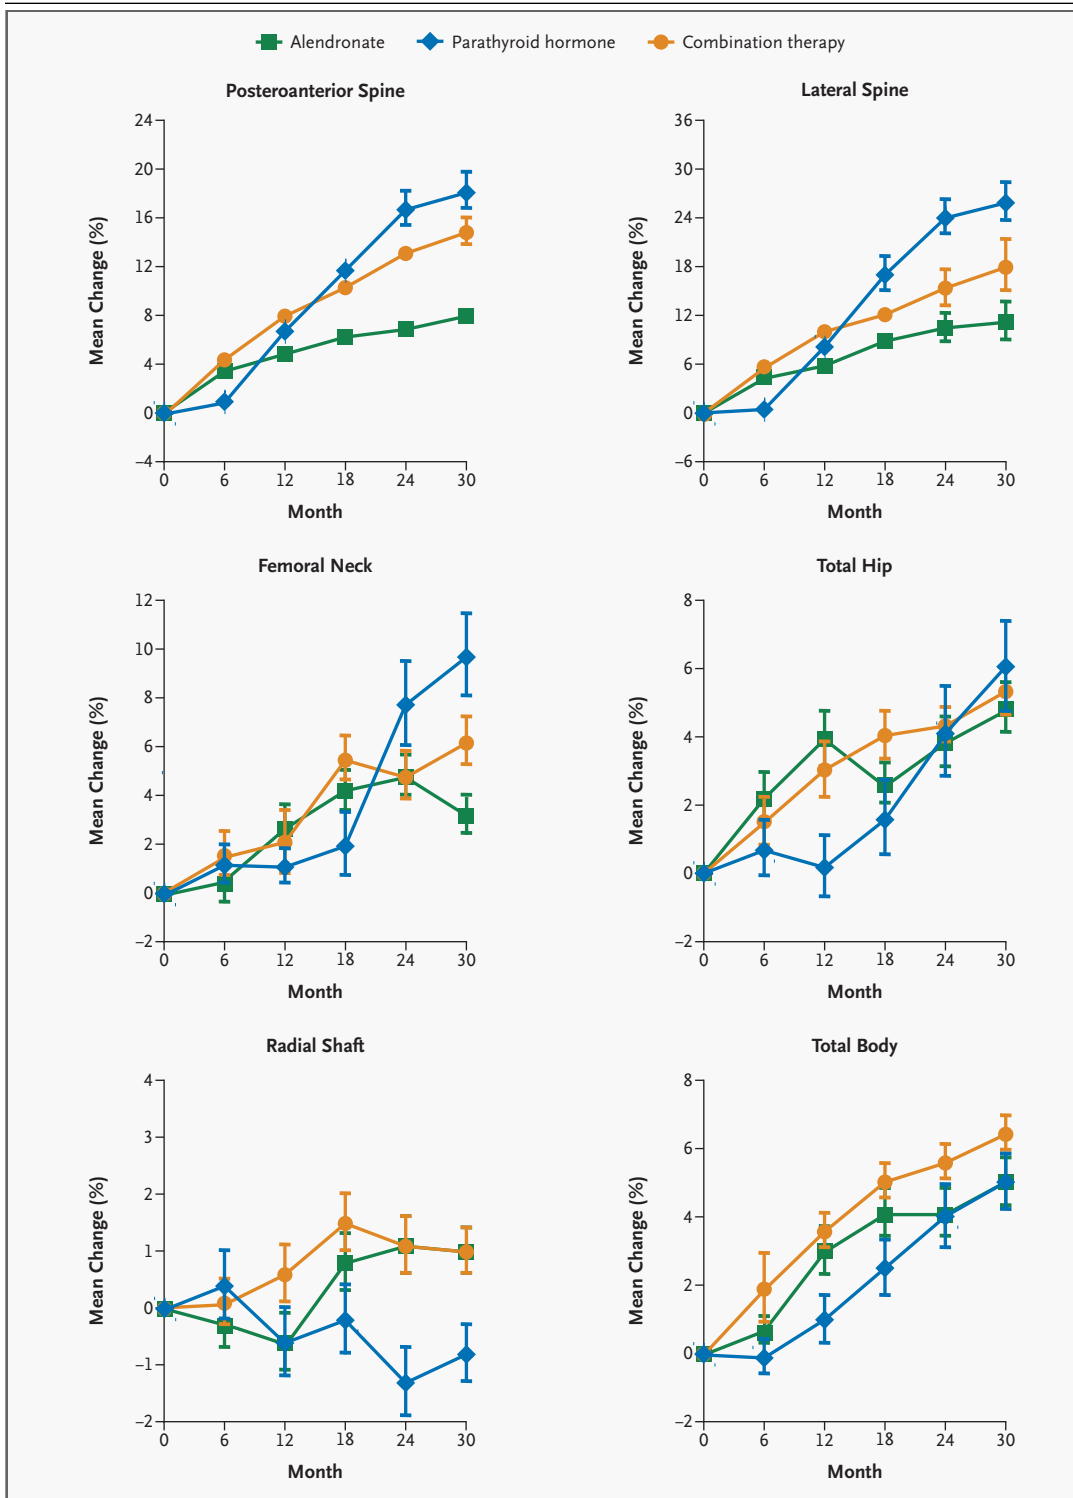 Alendronate Parathyroid hormone Combination therapy
Posteroanterior Spine
24
20
16
12
8
4
0
–4
Mean Change (%)
0 6 12 18 24 30
Month
Lateral Spine
36
30
24
18
12
6
0
–6
Mean Change (%)
0 6 12 18 24 30
Month
Femoral Neck
12
10
8
6
4
2
0
–2
Mean Change (%)
0 6 12 18 24 30
Month
Total Hip
8
6
4
2
0
–2
Mean Change (%)
0 6 12 18 24 30
Month
Radial Shaft
4
3
2
1
0
–1
–2
Mean Change (%)
0 6 12 18 24 30
Month
Total Body
8
6
4
2
0
–2
Mean Change (%)
0 6 12 18 24 30
Month